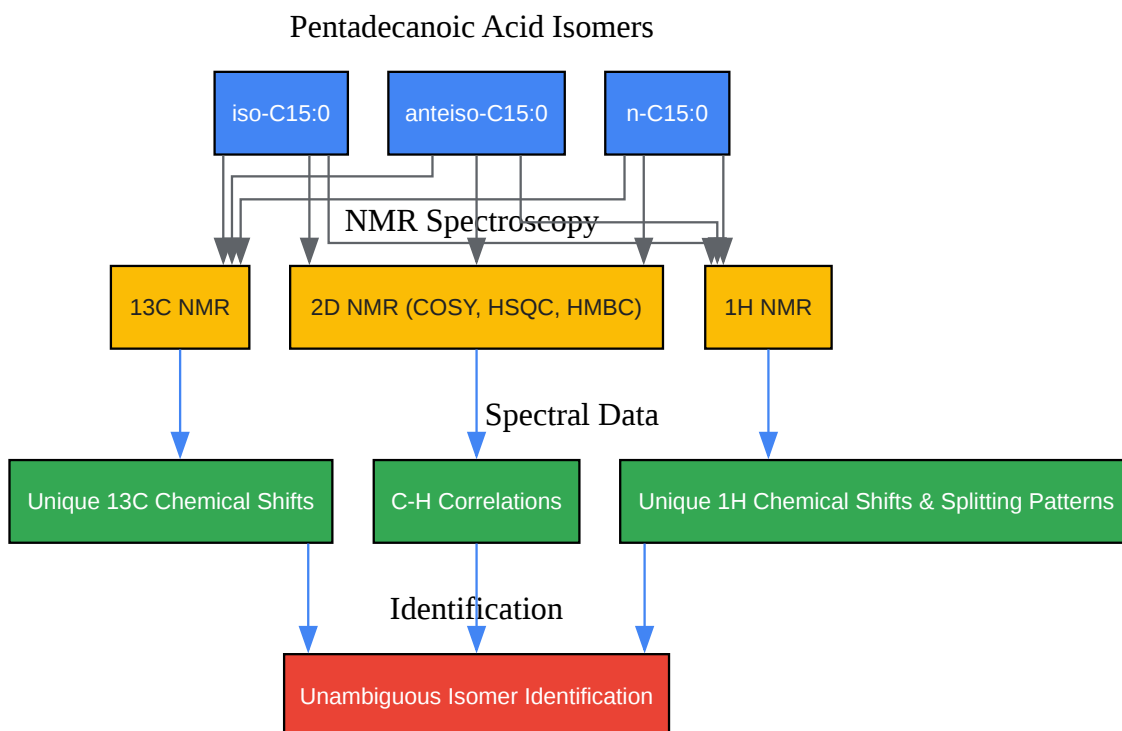 Pentadecanoic Acid Isomers
iso-C15:0
anteiso-C15:0
n-C15:0
NMR Spectroscopy
13C NMR
2D NMR (COSY, HSQC, HMBC)
1H NMR
Spectral Data
Unique 13C Chemical Shifts
C-H Correlations
Unique 1H Chemical Shifts & Splitting Patterns
Identification
Unambiguous Isomer Identification